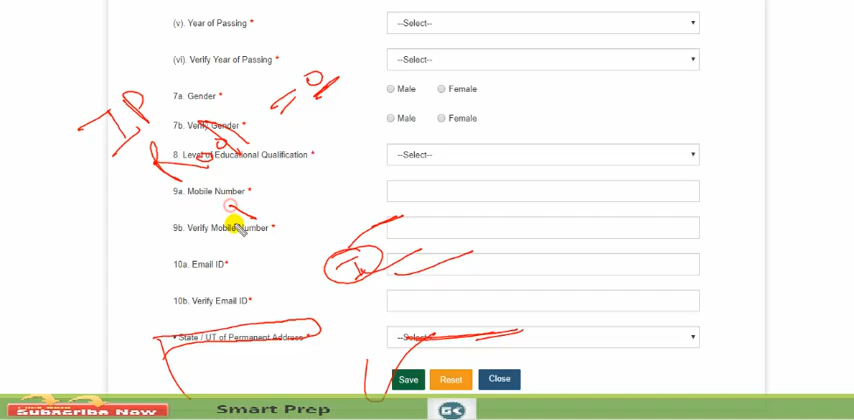 (v). Year of Passing * --Select--
(vi). Verify Year of Passing * --Select--
7a. Gender * Male Female
7b. Verify Gender * Male Female
8 Level of Educational Qualification * --Select--
9a. Mobile Number *
9b. Verify Mobile Number *
10a. Email ID *
10b. Verify Email ID *
* State / UT of Permanent Address * --Select--
Save Reset Close
Subscribe Now Smart Prep GK